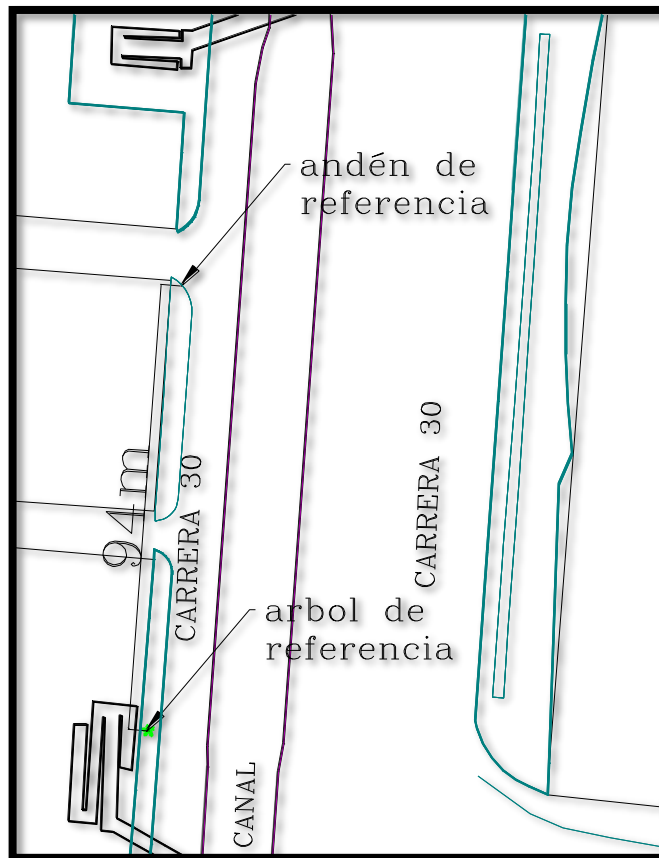 andén de
referencia
94m
CARRERA 30
CARRERA 30
arbol de
referencia
CANAL